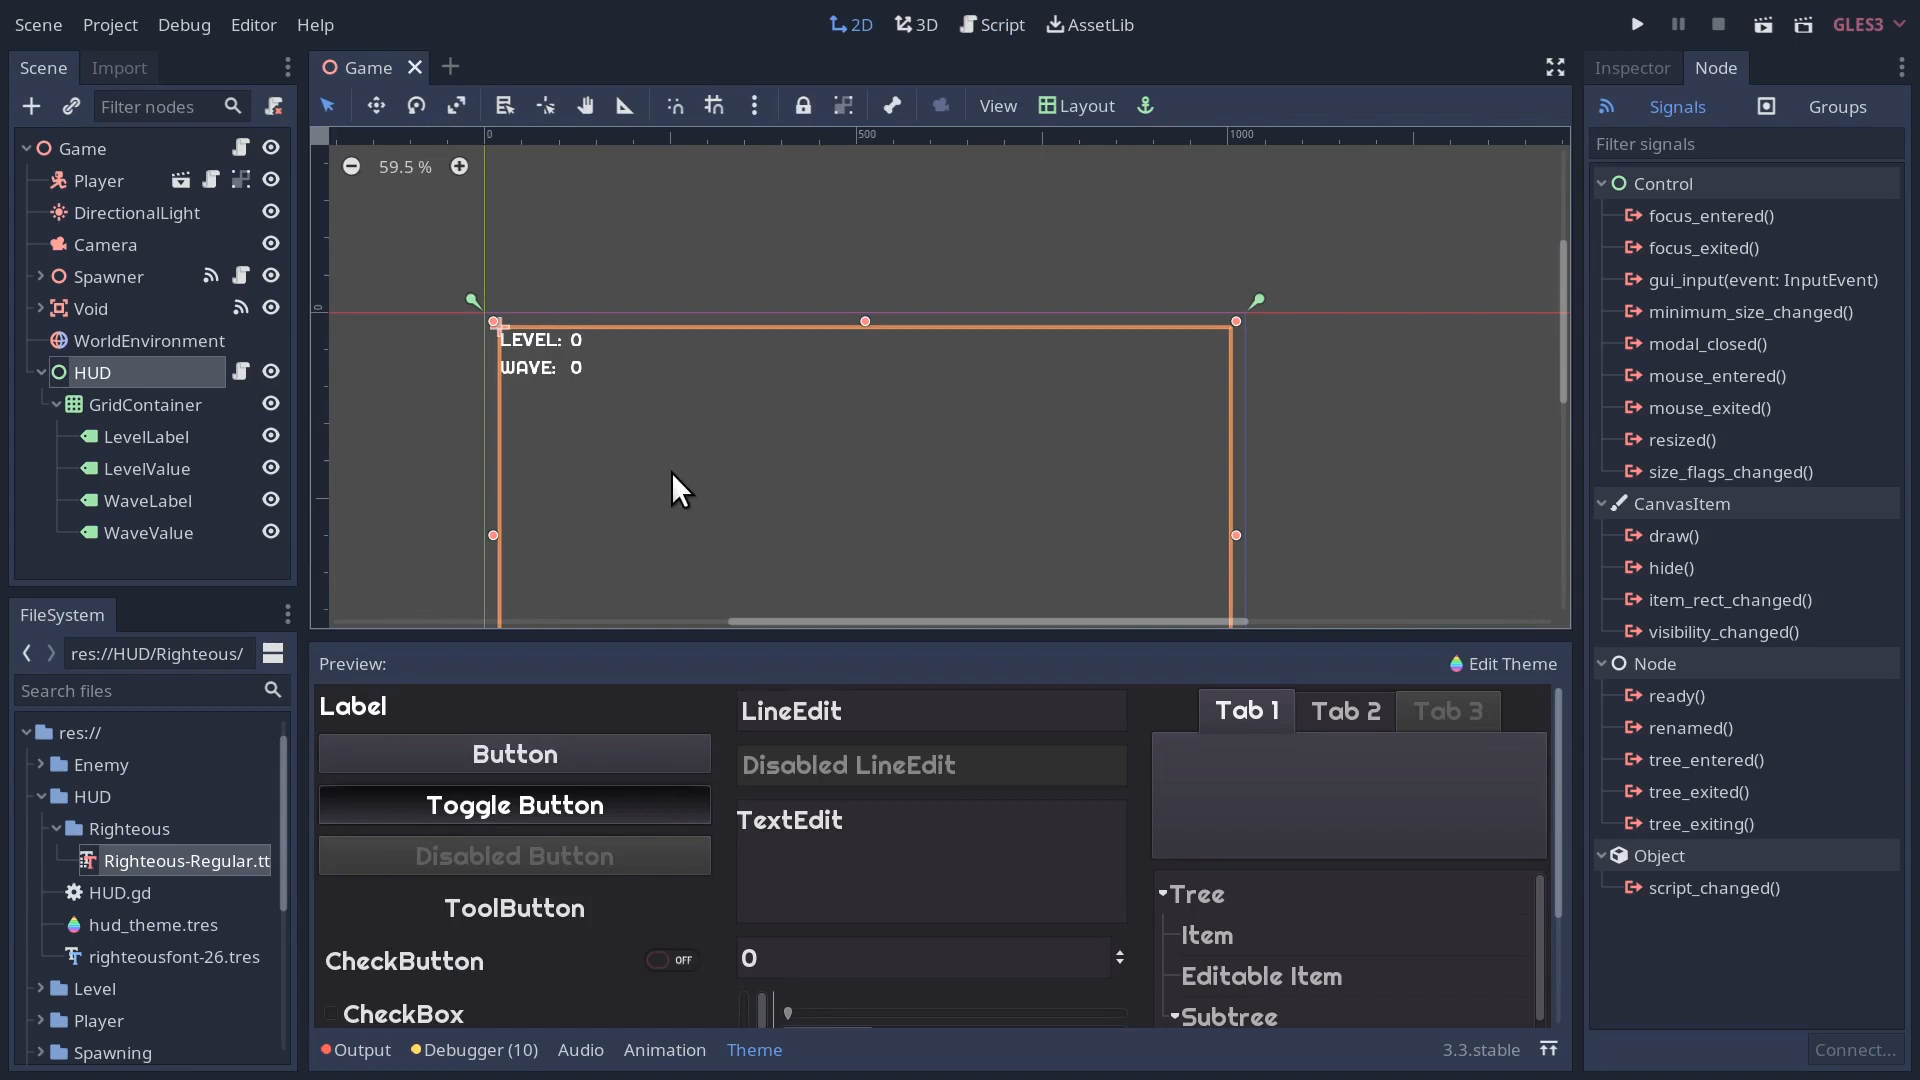 Scene Project Debug Editor Help
2D 3D Script AssetLib
GLES3
Scene Import
Filter nodes
Game
Player
DirectionalLight
Camera
Spawner
Void
WorldEnvironment
HUD
GridContainer
LevelLabel
LevelValue
WaveLabel
WaveValue
FileSystem
res://HUD/Righteous/
Search files
res://
Enemy
HUD
Righteous
Righteous-Regular.tt
HUD.gd
hud_theme.tres
righteousfont-26.tres
Level
Player
Spawning
Game
View Layout
0 500 1000
0
59.5 %
LEVEL: 0
WAVE: 0
Preview:
Edit Theme
Label
Button
Toggle Button
Disabled Button
ToolButton
CheckButton OFF
CheckBox
LineEdit
Disabled LineEdit
TextEdit
0
Tab 1 Tab 2 Tab 3
Tree
Item
Editable Item
Subtree
Output Debugger (10) Audio Animation Theme
3.3.stable
Inspector Node
Signals Groups
Filter signals
Control
focus_entered()
focus_exited()
gui_input(event: InputEvent)
minimum_size_changed()
modal_closed()
mouse_entered()
mouse_exited()
resized()
size_flags_changed()
CanvasItem
draw()
hide()
item_rect_changed()
visibility_changed()
Node
ready()
renamed()
tree_entered()
tree_exited()
tree_exiting()
Object
script_changed()
Connect...